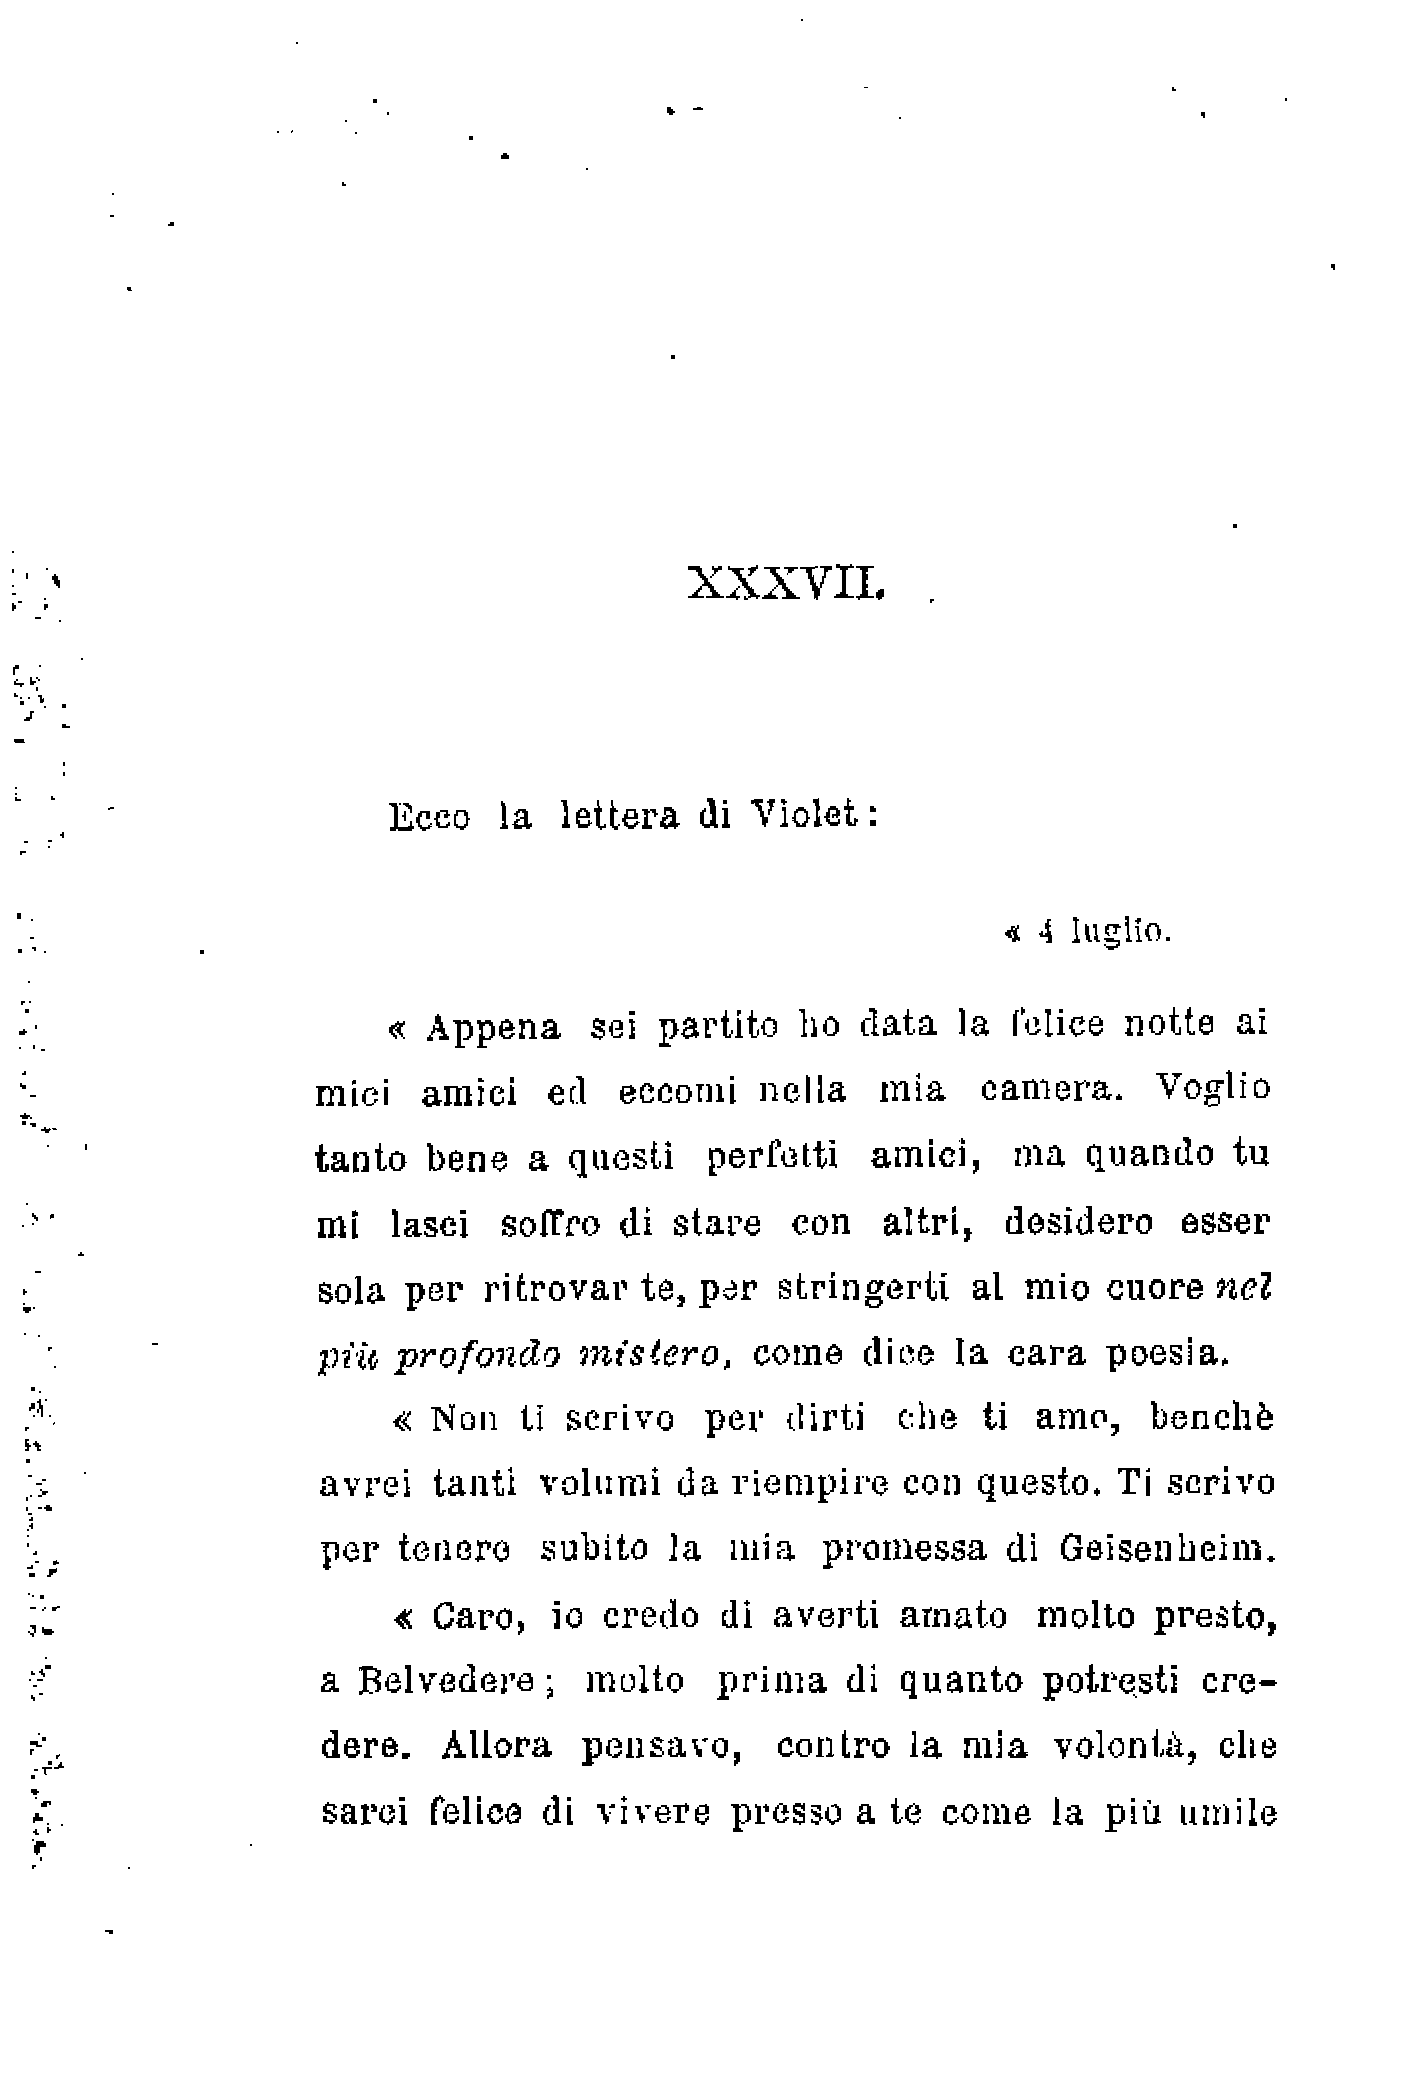 XXXVII.
Ecco la lettera di Violet:
« 4 luglio.
« Appena sei partito ho data la felice notte ai
miei amici ed eccomi nella mia camera. Voglio
tanto bene a questi perfetti amici, ma quando tu
mi lasci soffro di stare con altri, desidero esser
sola per ritrovar te, per stringerti al mio cuore nel
più profondo mistero, come dice la cara poesia.
« Non ti scrivo per dirti che ti amo, benchè
avrei tanti volumi da riempire con questo. Ti scrivo
per tenere subito la mia promessa di Geisenheim.
« Caro, io credo di averti amato molto presto,
a Belvedere; molto prima di quanto potresti cre-
dere. Allora pensavo, contro la mia volontà, che
sarei felice di vivere presso a te come la più umile